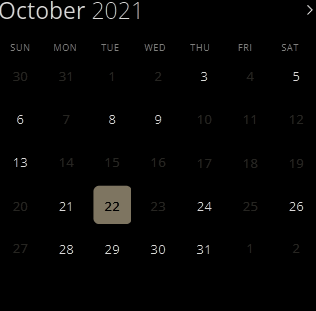 October 2021
SUN MON TUE WED THU FRI SAT
30 31 1 2 3 4 5
6 7 8 9 10 11 12
13 14 15 16 17 18 19
20 21 22 23 24 25 26
27 28 29 30 31 1 2